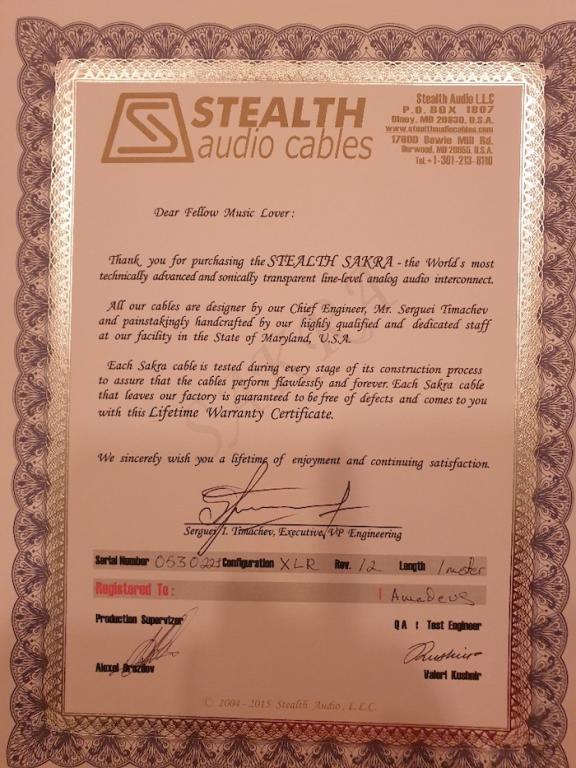 STEALTH
audio cables
Stealth Audio L.L.C
P.O. BOX 1807
Olney, MD 20830, U.S.A.
www.stealthaudiocables.com
17600 Bowie Mill Rd.
Derwood, MD 20855, U.S.A.
Tel. +1-301-213-8110
Dear Fellow Music Lover:
Thank you for purchasing the STEALTH SAKRA - the World's most
technically advanced and sonically transparent line-level analog audio interconnect.
All our cables are designer by our Chief Engineer, Mr. Serguei Timachev
and painstakingly handcrafted by our highly qualified and dedicated staff
at our facility in the State of Maryland, U.S.A.
Each Sakra cable is tested during every stage of its construction process
to assure that the cables perform flawlessly and forever. Each Sakra cable
that leaves our factory is guaranteed to be free of defects and comes to you
with this Lifetime Warranty Certificate.
SAKRA
We sincerely wish you a lifetime of enjoyment and continuing satisfaction.
Serguei I. Timachev, Executive, VP Engineering
Serial Number 0530221 Configuration XLR Rev. 12 Length 1 meter
Registered To: Amadeus
Production Supervizer QA : Test Engineer
Alexei Valeri Kushnir
© 2004 - 2015 Stealth Audio, L.L.C.